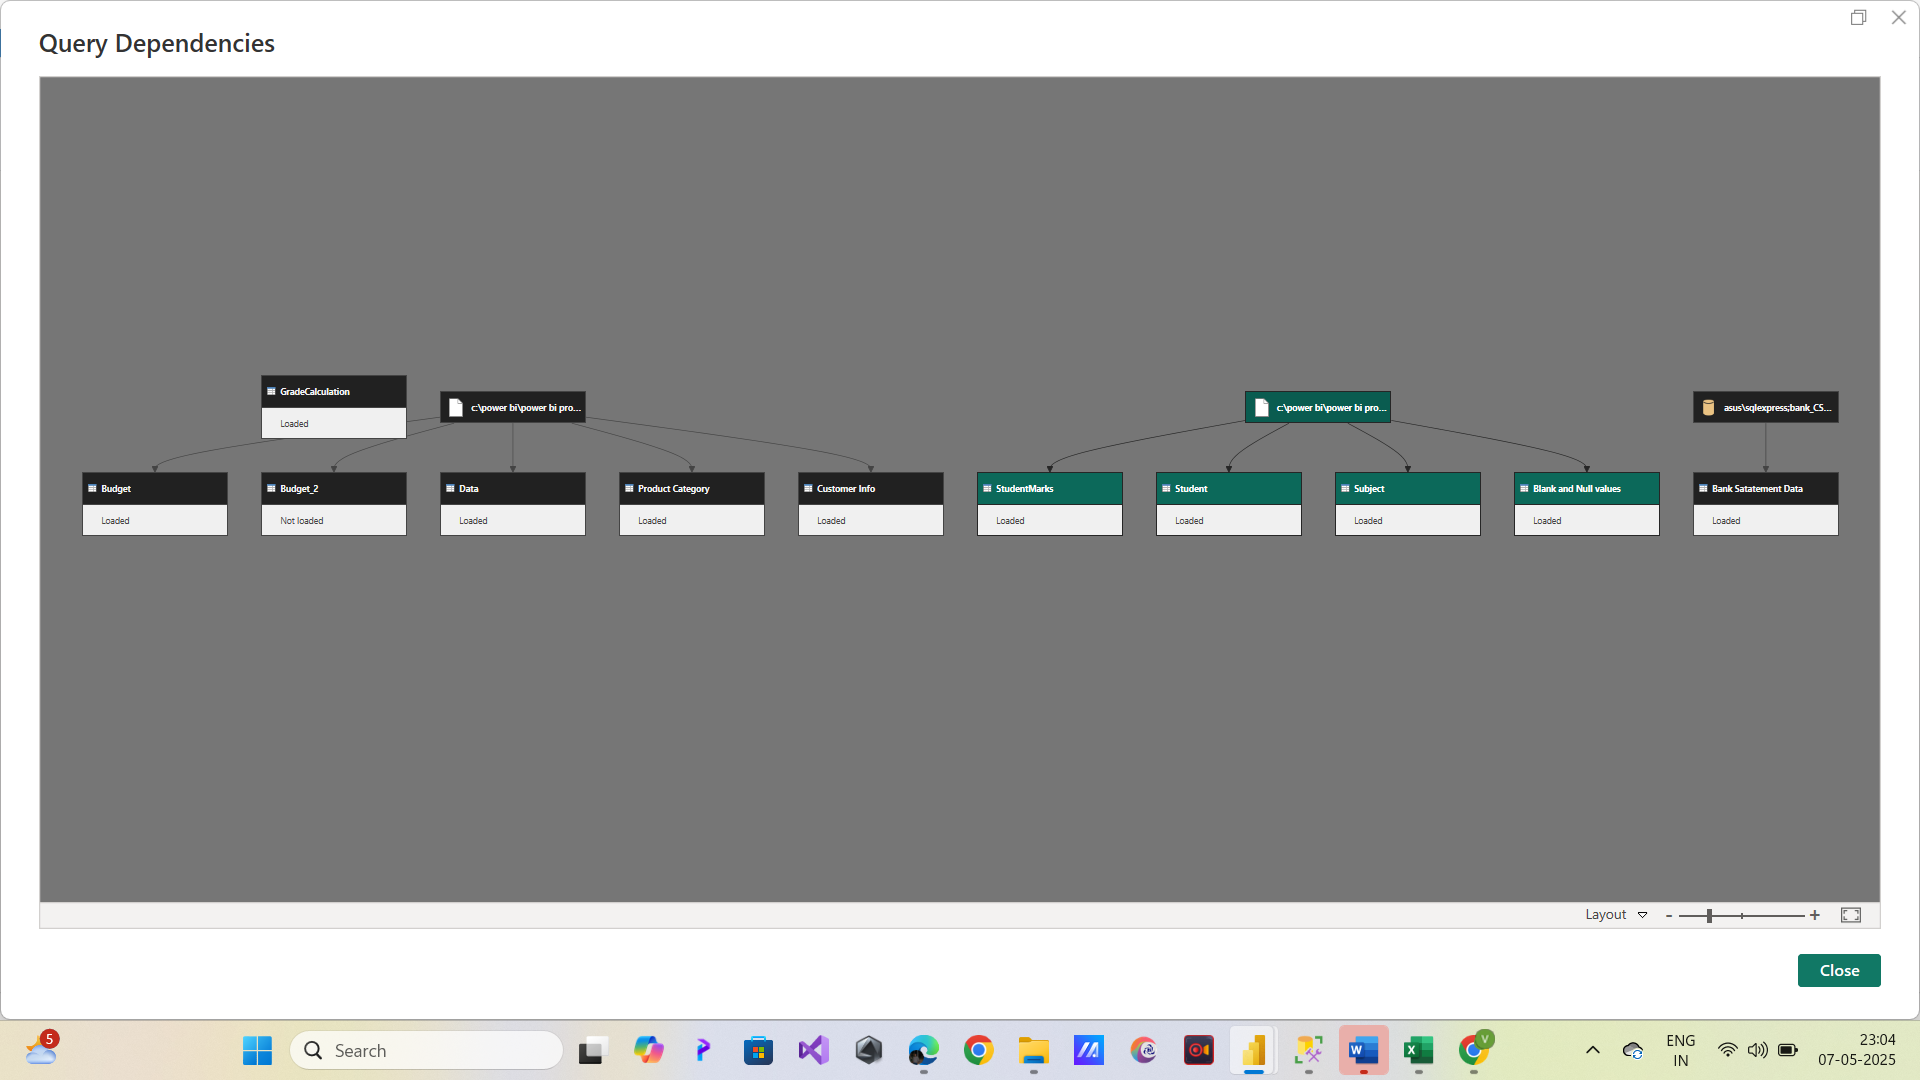 Query Dependencies
GradeCalculation
Loaded
c:\power bi\power bi pro...
c:\power bi\power bi pro...
asus\sqlexpress;bank_CS...
Budget
Loaded
Budget_2
Not loaded
Data
Loaded
Product Category
Loaded
Customer Info
Loaded
StudentMarks
Loaded
Student
Loaded
Subject
Loaded
Blank and Null values
Loaded
Bank Satatement Data
Loaded
Layout
- +
Close
5
Search
V
ENG
IN
23:04
07-05-2025